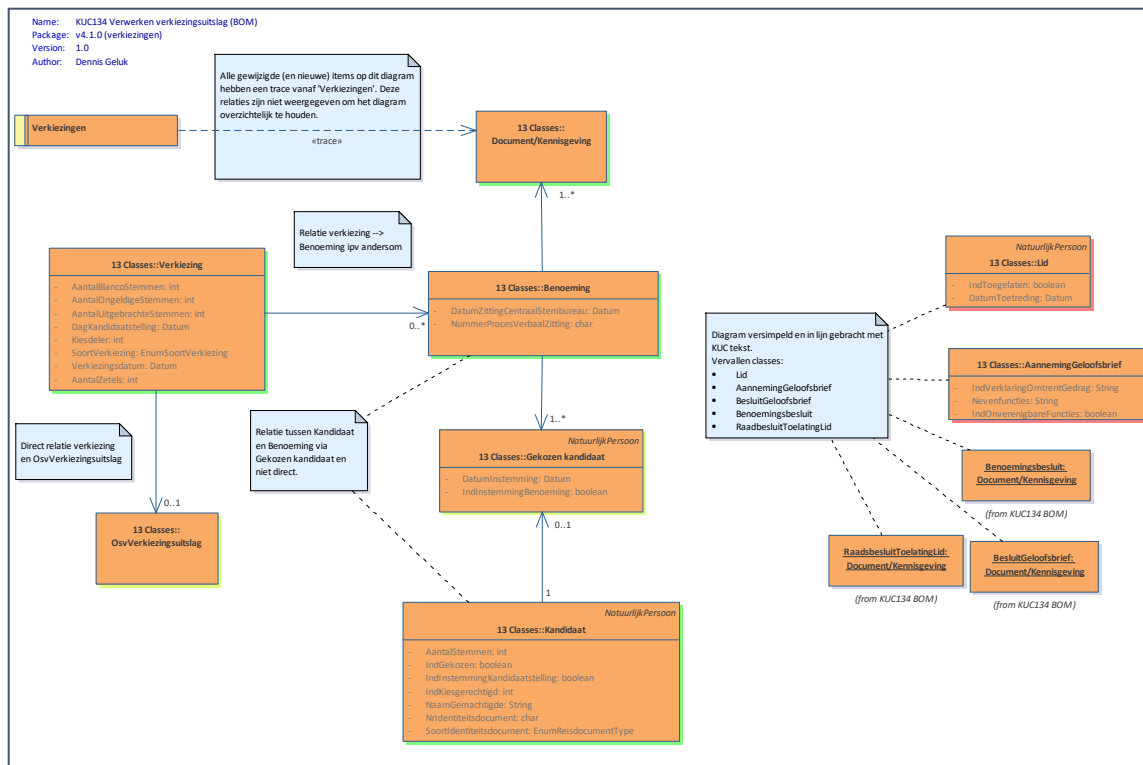 Name: KUC134 Verwerken verkiezingsuitslag (BOM)
Package: v4.1.0 (verkiezingen)
Version: 1.0
Author: Dennis Geluk
Alle gewijzigde (en nieuwe) items op dit diagram
hebben een trace vanaf 'Verkiezingen'. Deze
relaties zijn niet weergegeven om het diagram
overzichtelijk te houden.
Verkiezingen
«trace»
13 Classes::
Document/Kennisgeving
1..*
Relatie verkiezing -->
Benoeming ipv andersom
13 Classes::Verkiezing
- AantalBlancoStemmen: int
- AantalOngeldigeStemmen: int
- AantalUitgebrachteStemmen: int
- DagKandidaatstelling: Datum
- Kiesdeler: int
- SoortVerkiezing: EnumSoortVerkiezing
- Verkiezingsdatum: Datum
- AantalZetels: int
0..*
13 Classes::Benoeming
- DatumZittingCentraalStembureau: Datum
- NummerProcesVerbaalZitting: char
NatuurlijkPersoon
13 Classes::Lid
- IndToegelaten: boolean
- DatumToetreding: Datum
Diagram versimpeld en in lijn gebracht met
KUC tekst.
Vervallen classes:
• Lid
• AannemingGeloofsbrief
• BesluitGeloofsbrief
• Benoemingsbesluit
• RaadbesluitToelatingLid
13 Classes::AannemingGeloofsbrief
- IndVerklaringOmtrentGedrag: String
- Nevenfuncties: String
- IndOnverenigbareFuncties: boolean
Direct relatie verkiezing
en OsvVerkiezingsuitslag
Relatie tussen Kandidaat
en Benoeming via
Gekozen kandidaat en
niet direct.
1..*
NatuurlijkPersoon
13 Classes::Gekozen kandidaat
- DatumInstemming: Datum
- IndInstemmingBenoeming: boolean
Benoemingsbesluit:
Document/Kennisgeving
(from KUC134 BOM)
0..1
13 Classes::
OsvVerkiezingsuitslag
0..1
1
RaadsbesluitToelatingLid:
Document/Kennisgeving
(from KUC134 BOM)
BesluitGeloofsbrief:
Document/Kennisgeving
(from KUC134 BOM)
NatuurlijkPersoon
13 Classes::Kandidaat
- AantalStemmen: int
- IndGekozen: boolean
- IndInstemmingKandidaatstelling: boolean
- IndKiesgerechtigd: int
- NaamGemachtigde: String
- NrIdentiteitsdocument: char
- SoortIdentiteitsdocument: EnumReisdocumentType